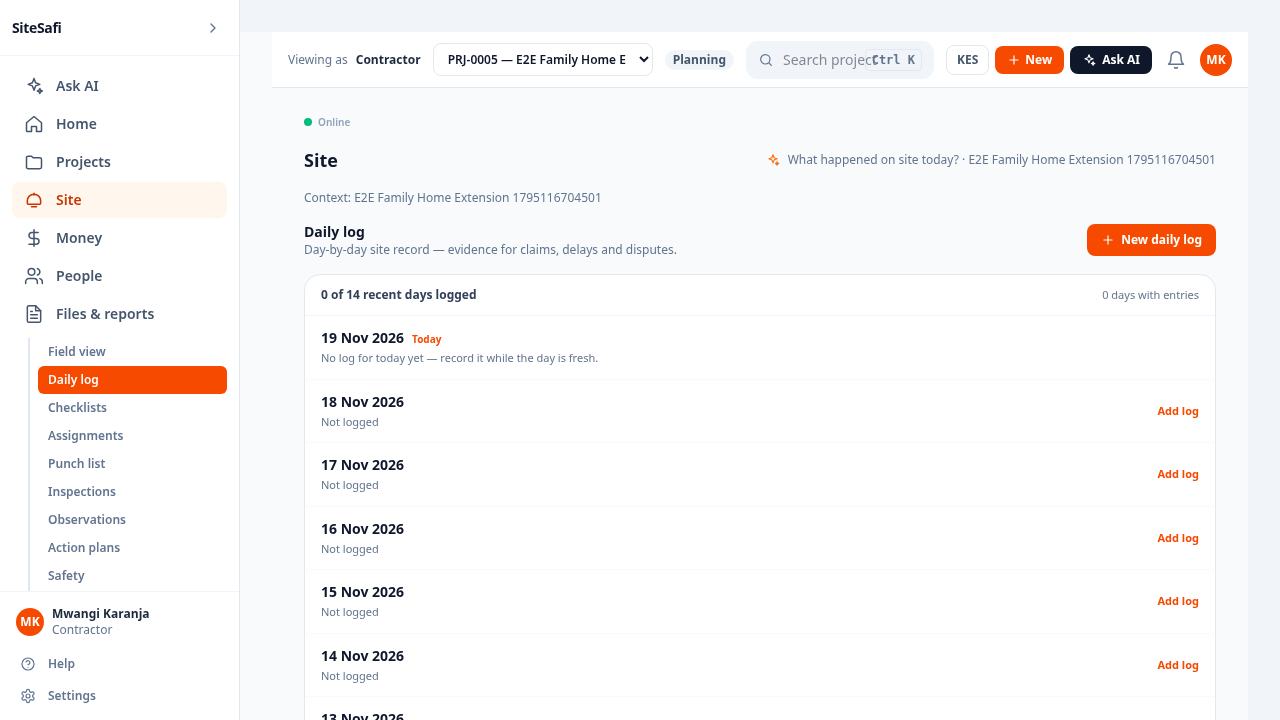 SiteSafi
Ask AI
Home
Projects
Site
Money
People
Files & reports
Field view
Daily log
Checklists
Assignments
Punch list
Inspections
Observations
Action plans
Safety
MK
Mwangi Karanja
Contractor
Help
Settings
Viewing as Contractor
PRJ-0005 — E2E Family Home E
Planning
Search project
Ctrl K
KES
New
Ask AI
MK
Online
Site
What happened on site today? · E2E Family Home Extension 1795116704501
Context: E2E Family Home Extension 1795116704501
Daily log
Day-by-day site record — evidence for claims, delays and disputes.
New daily log
0 of 14 recent days logged
0 days with entries
19 Nov 2026 Today
No log for today yet — record it while the day is fresh.
18 Nov 2026
Not logged
Add log
17 Nov 2026
Not logged
Add log
16 Nov 2026
Not logged
Add log
15 Nov 2026
Not logged
Add log
14 Nov 2026
Not logged
Add log
13 Nov 2026